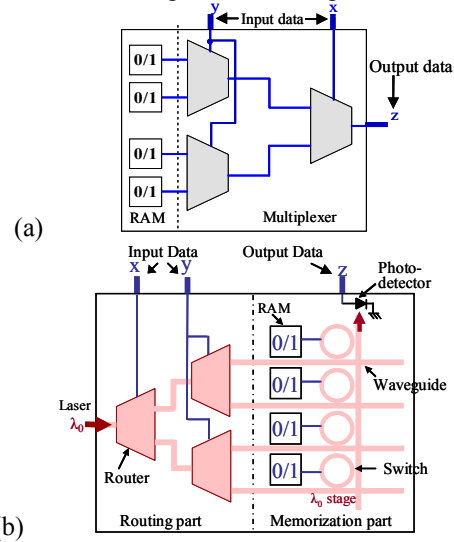 y Input data x
0/1
Output data
0/1
z
0/1
0/1
RAM Multiplexer
(a)
Input Data Output Data
x y z Photo-
detector
RAM
0/1
Waveguide
0/1
Laser
λ0
0/1
Router
0/1
Switch
λ0 stage
(b)
Routing part Memorization part